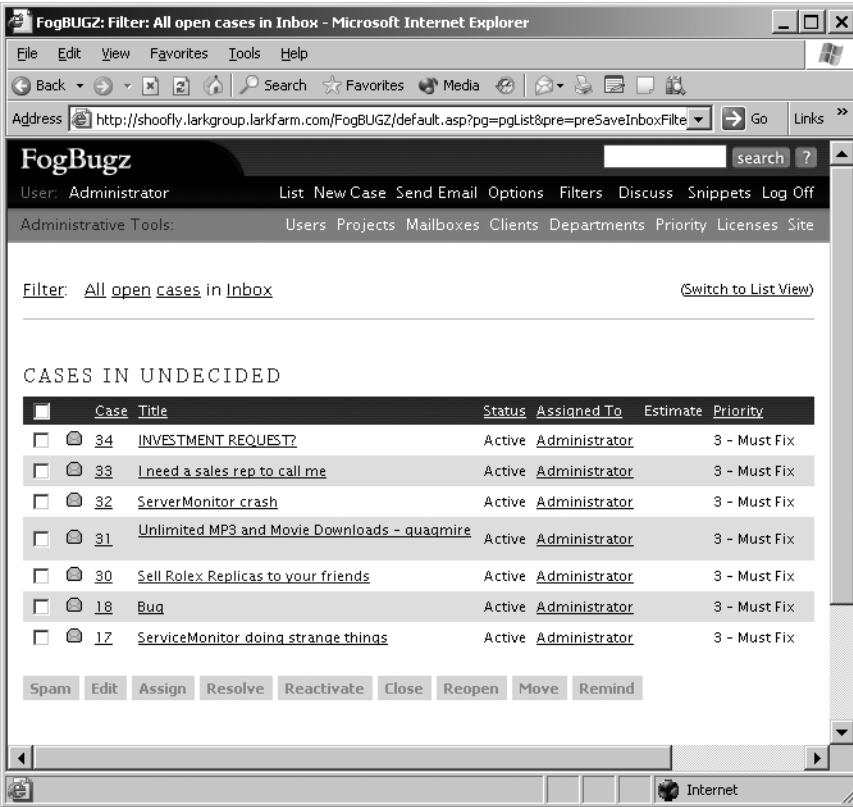 FogBUGZ: Filter: All open cases in Inbox - Microsoft Internet Explorer
File Edit View Favorites Tools Help
Back Search Favorites Media
Address http://shoofly.larkgroup.larkfarm.com/FogBUGZ/default.asp?pg=pgList&pre=preSaveInboxFilte Go Links »
FogBugz search ?
User: Administrator List New Case Send Email Options Filters Discuss Snippets Log Off
Administrative Tools: Users Projects Mailboxes Clients Departments Priority Licenses Site
Filter: All open cases in Inbox (Switch to List View)
CASES IN UNDECIDED
Case Title Status Assigned To Estimate Priority
34 INVESTMENT REQUEST? Active Administrator 3 - Must Fix
33 I need a sales rep to call me Active Administrator 3 - Must Fix
32 ServerMonitor crash Active Administrator 3 - Must Fix
31 Unlimited MP3 and Movie Downloads - quagmire Active Administrator 3 - Must Fix
30 Sell Rolex Replicas to your friends Active Administrator 3 - Must Fix
18 Bug Active Administrator 3 - Must Fix
17 ServiceMonitor doing strange things Active Administrator 3 - Must Fix
Spam Edit Assign Resolve Reactivate Close Reopen Move Remind
Internet